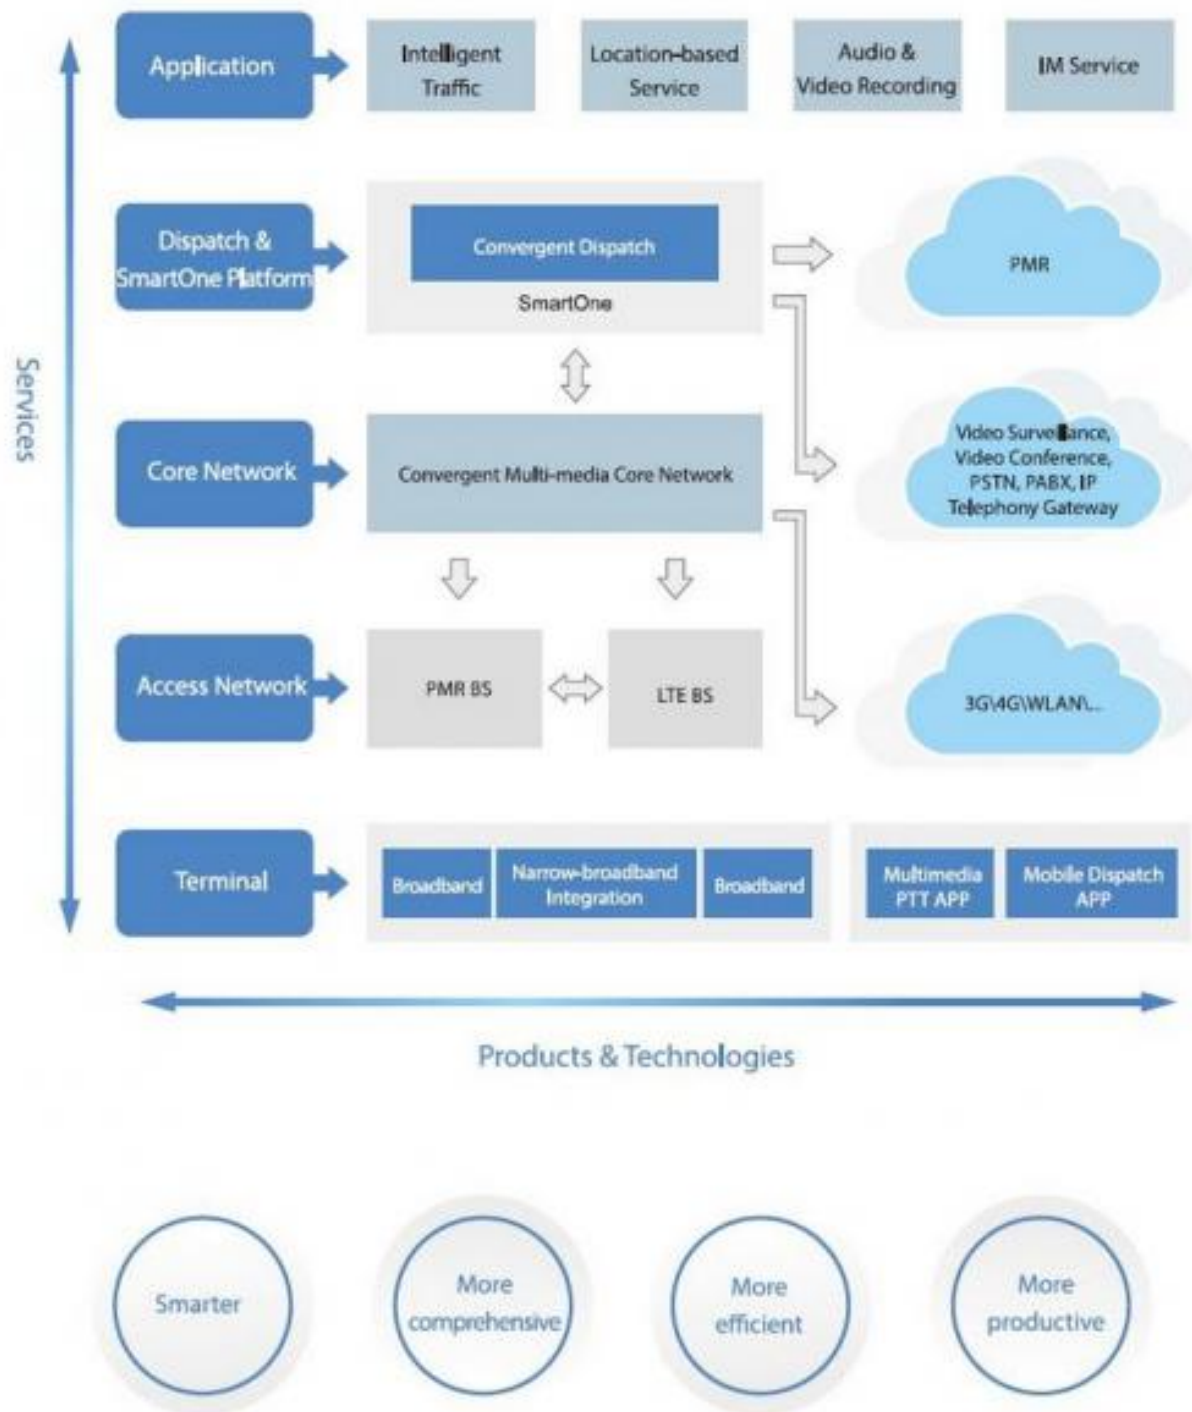 Application
Intelligent
Traffic
Location-based
Service
Audio &
Video Recording
IM Service
Services
Dispatch &
SmartOne Platform
Convergent Dispatch
SmartOne
PMR
Core Network
Convergent Multi-media Core Network
Video Surveillance,
Video Conference,
PSTN, PABX, IP
Telephony Gateway
Access Network
PMR BS
LTE BS
3G\4G\WLAN\...
Terminal
Broadband
Narrow-broadband
Integration
Broadband
Multimedia
PTT APP
Mobile Dispatch
APP
Products & Technologies
Smarter
More
comprehensive
More
efficient
More
productive